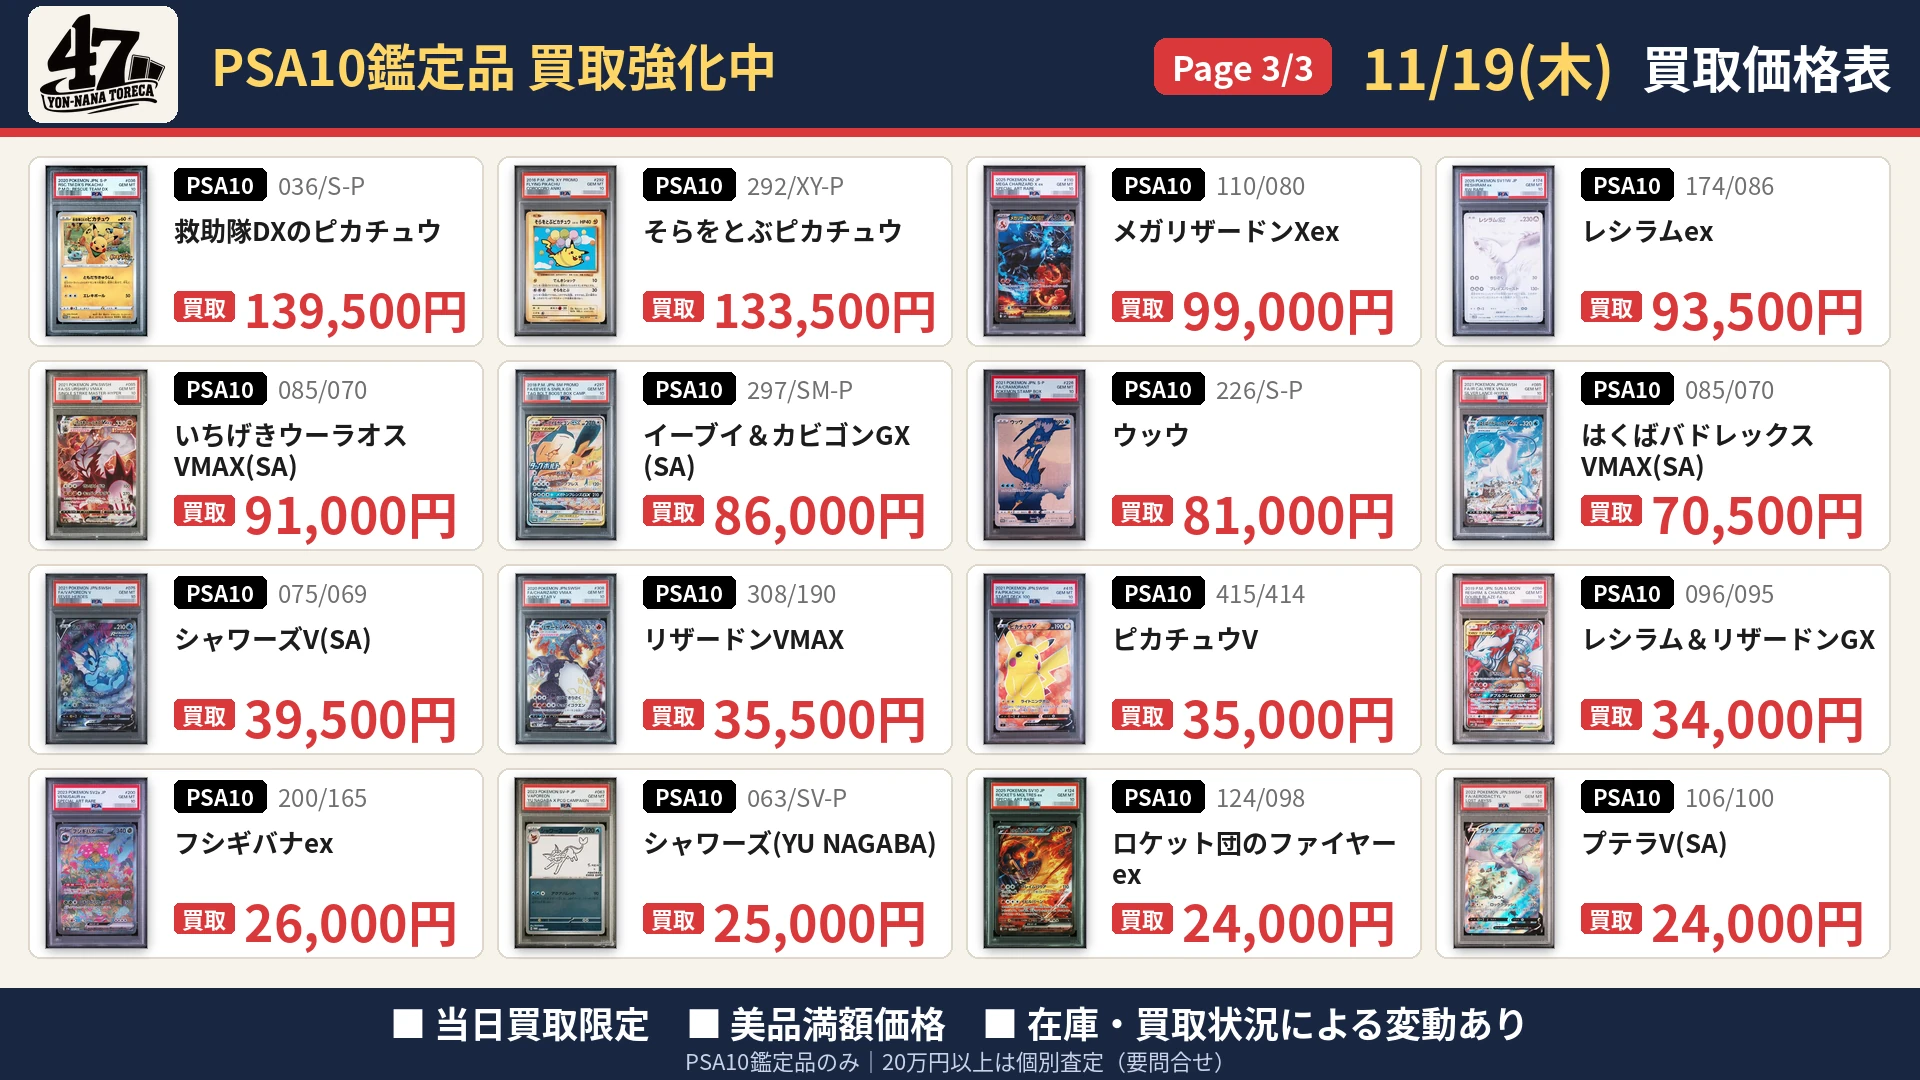 47
YON-NANA TORECA
PSA10鑑定品 買取強化中
Page 3/3
11/19(木) 買取価格表
PSA10 036/S-P
救助隊DXのピカチュウ
買取 139,500円
PSA10 292/XY-P
そらをとぶピカチュウ
買取 133,500円
PSA10 110/080
メガリザードンXex
買取 99,000円
PSA10 174/086
レシラムex
買取 93,500円
PSA10 085/070
いちげきウーラオス
VMAX(SA)
買取 91,000円
PSA10 297/SM-P
イーブイ＆カビゴンGX
(SA)
買取 86,000円
PSA10 226/S-P
ウッウ
買取 81,000円
PSA10 085/070
はくばバドレックス
VMAX(SA)
買取 70,500円
PSA10 075/069
シャワーズV(SA)
買取 39,500円
PSA10 308/190
リザードンVMAX
買取 35,500円
PSA10 415/414
ピカチュウV
買取 35,000円
PSA10 096/095
レシラム＆リザードンGX
買取 34,000円
PSA10 200/165
フシギバナex
買取 26,000円
PSA10 063/SV-P
シャワーズ(YU NAGABA)
買取 25,000円
PSA10 124/098
ロケット団のファイヤー
ex
買取 24,000円
PSA10 106/100
プテラV(SA)
買取 24,000円
■ 当日買取限定 ■ 美品満額価格 ■ 在庫・買取状況による変動あり
PSA10鑑定品のみ｜20万円以上は個別査定（要問合せ）